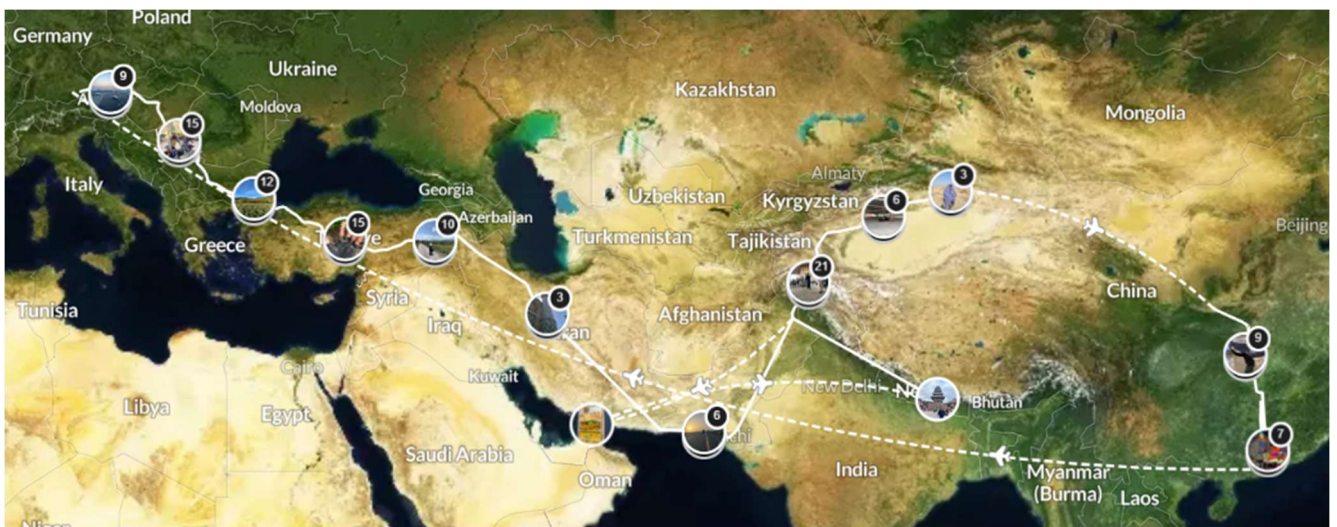 Poland
Germany
Ukraine
Moldova
Kazakhstan
Mongolia
9
15
Italy
12
Georgia
Azerbaijan
15
10
Greece
Uzbekistan
Turkmenistan
Almaty
Kyrgyzstan
Tajikistan
6
3
21
Beijing
China
Tunisia
Syria
Iraq
3
Afghanistan
9
Cairo
Kuwait
New Delhi
Bhutan
Libya
Egypt
Saudi Arabia
Oman
6
India
7
Myanmar
(Burma)
Laos